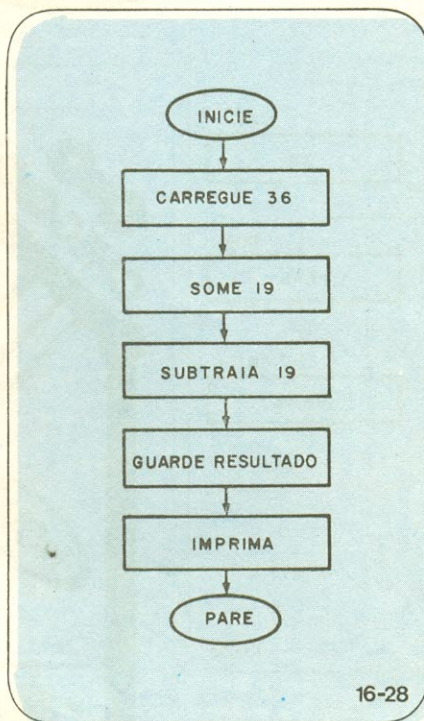 INICIE
CARREGUE 36
SOME 19
SUBTRAIA 19
GUARDE RESULTADO
IMPRIMA
PARE
16-28